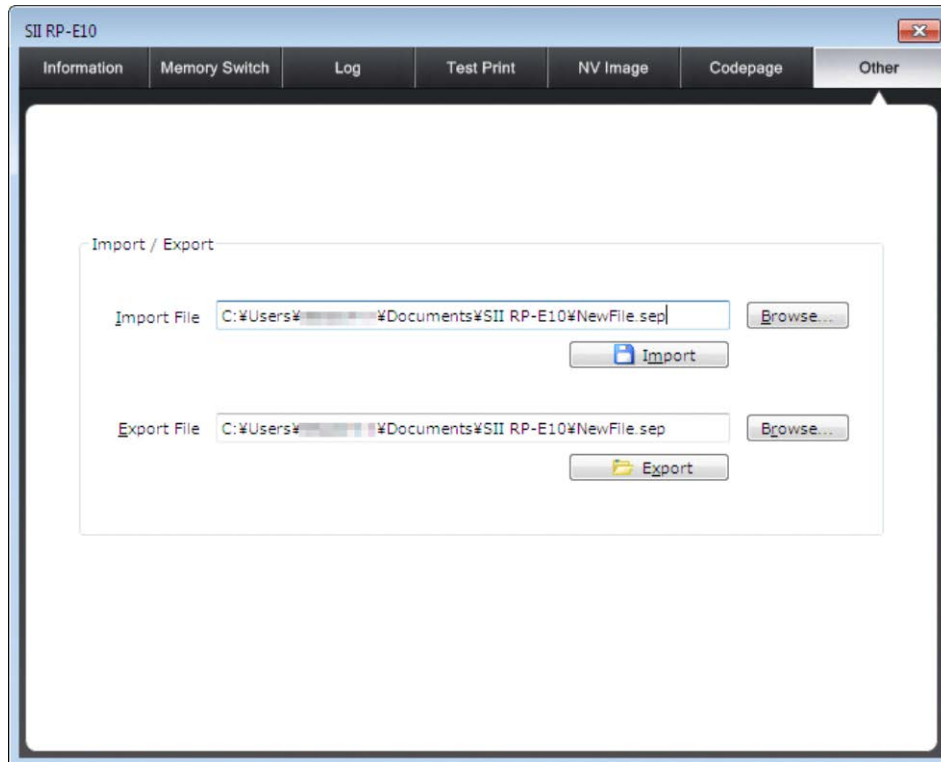 SII RP-E10
Information Memory Switch Log Test Print NV Image Codepage Other
Import / Export
Import File C:¥Users¥ ¥Documents¥SII RP-E10¥NewFile.sep Browse...
Import
Export File C:¥Users¥ ¥Documents¥SII RP-E10¥NewFile.sep Browse...
Export